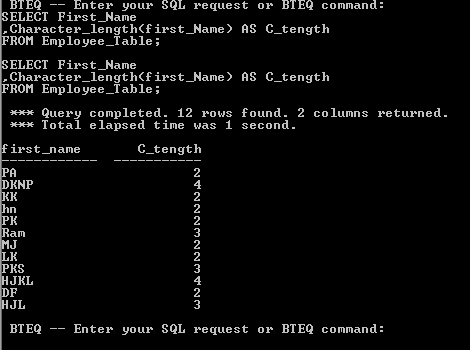 BTEQ -- Enter your SQL request or BTEQ command:
SELECT First_Name
,Character_length(first_Name) AS C_tength
FROM Employee_Table;
SELECT First_Name
,Character_length(first_Name) AS C_tength
FROM Employee_Table;
*** Query completed. 12 rows found. 2 columns returned.
*** Total elapsed time was 1 second.
first_name C_tength
------------ -----------
PA 2
DKNP 4
KK 2
hn 2
PK 2
Ram 3
MJ 2
LK 2
PKS 3
HJKL 4
DF 2
HJL 3
BTEQ -- Enter your SQL request or BTEQ command: